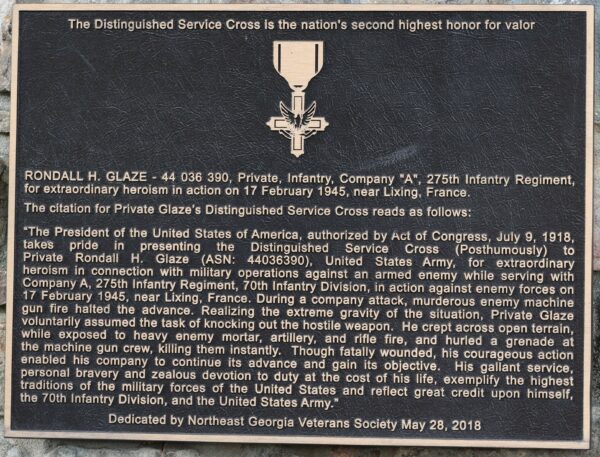 The Distinguished Service Cross is the nation's second highest honor for valor
RONDALL H. GLAZE - 44 036 390, Private, Infantry, Company "A", 275th Infantry Regiment,
for extraordinary heroism in action on 17 February 1945, near Lixing, France.
The citation for Private Glaze's Distinguished Service Cross reads as follows:
"The President of the United States of America, authorized by Act of Congress, July 9, 1918,
takes pride in presenting the Distinguished Service Cross (Posthumously) to
Private Rondall H. Glaze (ASN: 44036390), United States Army, for extraordinary
heroism in connection with military operations against an armed enemy while serving with
Company A, 275th Infantry Regiment, 70th Infantry Division, in action against enemy forces on
17 February 1945, near Lixing, France. During a company attack, murderous enemy machine
gun fire halted the advance. Realizing the extreme gravity of the situation, Private Glaze
voluntarily assumed the task of knocking out the hostile weapon. He crept across open terrain,
while exposed to heavy enemy mortar, artillery, and rifle fire, and hurled a grenade at
the machine gun crew, killing them instantly. Though fatally wounded, his courageous action
enabled his company to continue its advance and gain its objective. His gallant service,
personal bravery and zealous devotion to duty at the cost of his life, exemplify the highest
traditions of the military forces of the United States and reflect great credit upon himself,
the 70th Infantry Division, and the United States Army."
Dedicated by Northeast Georgia Veterans Society May 28, 2018